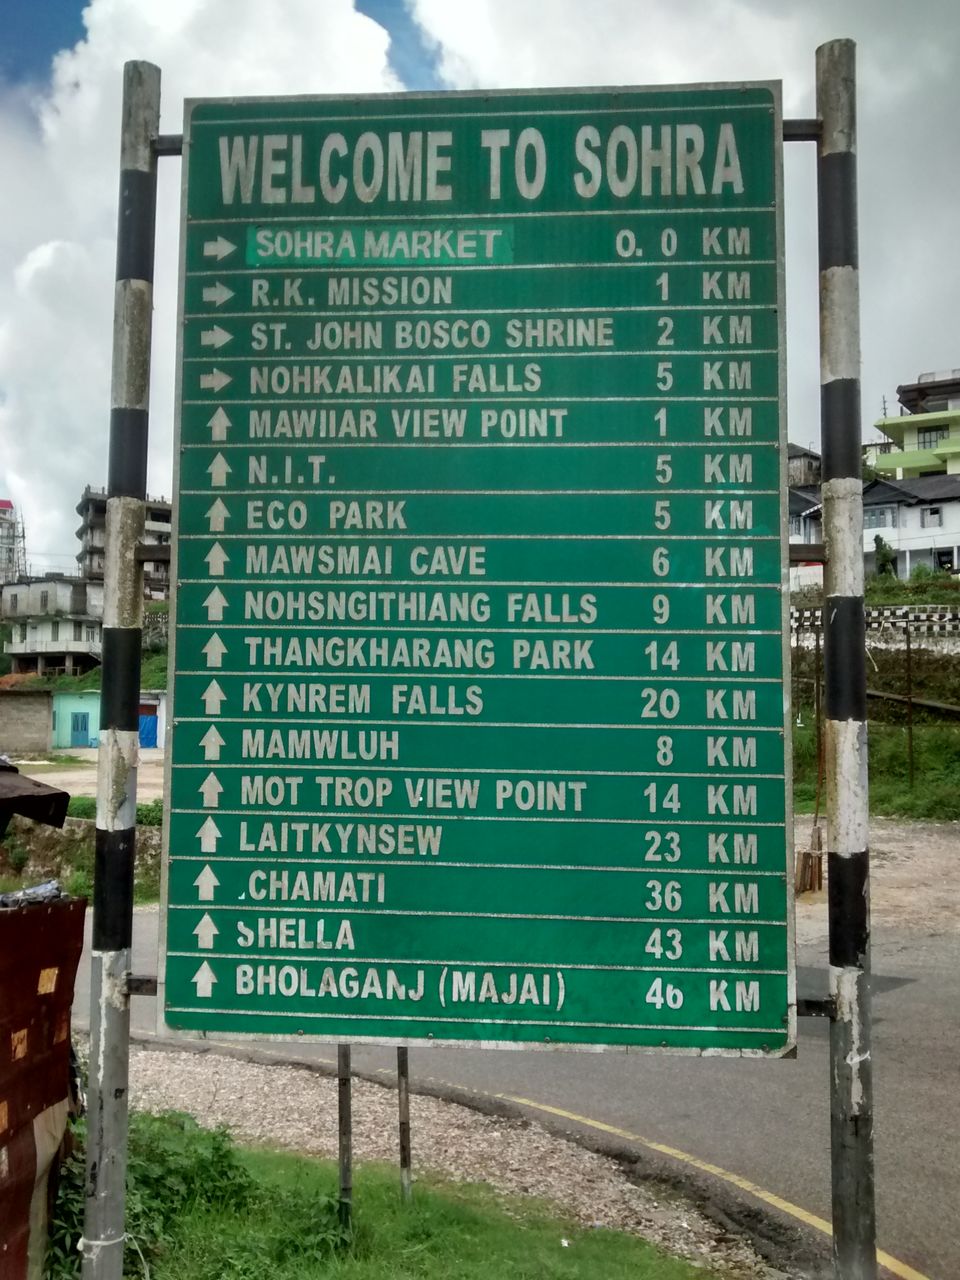 WELCOME TO SOHRA
→ SOHRA MARKET 0.0 KM
→ R.K. MISSION 1 KM
→ ST. JOHN BOSCO SHRINE 2 KM
→ NOHKALIKAI FALLS 5 KM
↑ MAWIIAR VIEW POINT 1 KM
↑ N.I.T. 5 KM
↑ ECO PARK 5 KM
↑ MAWSMAI CAVE 6 KM
↑ NOHSNGITHIANG FALLS 9 KM
↑ THANGKHARANG PARK 14 KM
↑ KYNREM FALLS 20 KM
↑ MAMWLUH 8 KM
↑ MOT TROP VIEW POINT 14 KM
↑ LAITKYNSEW 23 KM
↑ CHAMATI 36 KM
↑ SHELLA 43 KM
↑ BHOLAGANJ (MAJAI) 46 KM